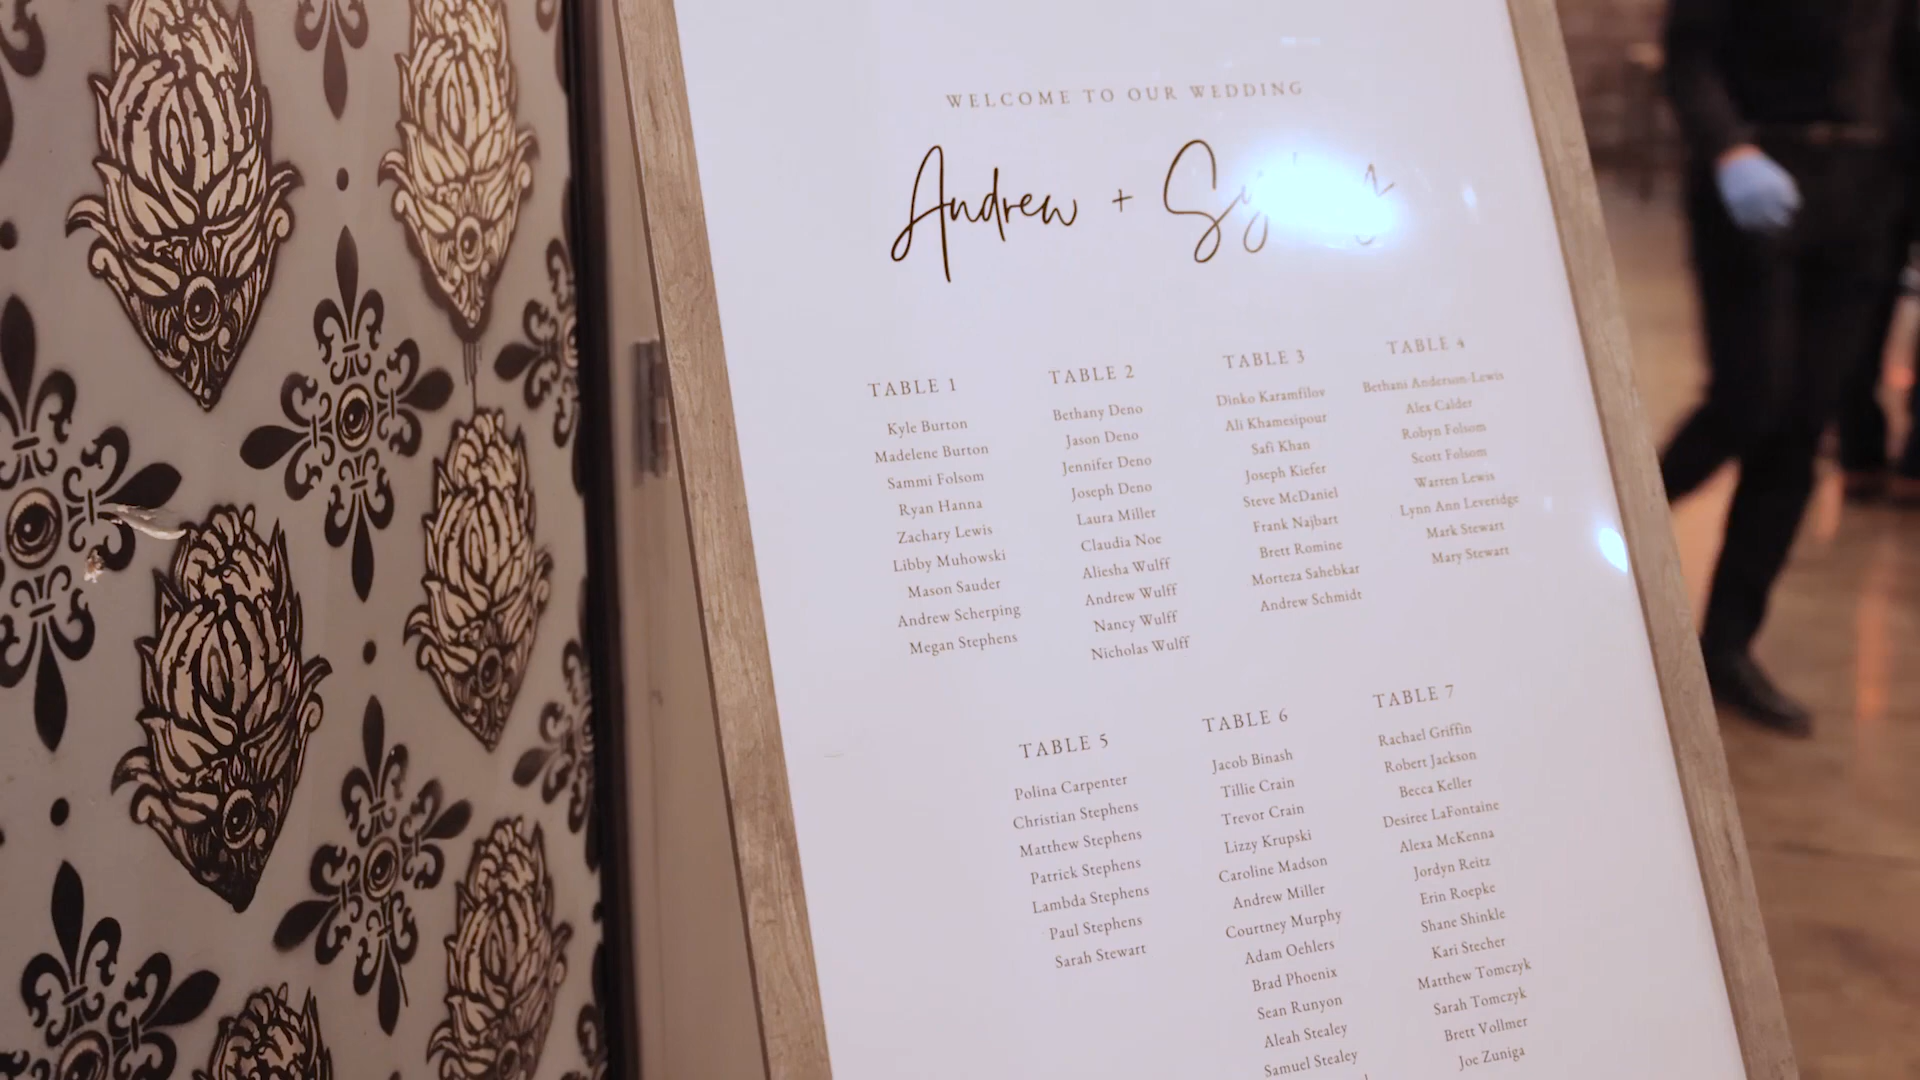 WELCOME TO OUR WEDDING
Andrew +
TABLE 1
Kyle Burton
Madelene Burton
Sammi Folsom
Ryan Hanna
Zachary Lewis
Libby Muhowski
Mason Sauder
Andrew Scherping
Megan Stephens
TABLE 2
Bethany Deno
Jason Deno
Jennifer Deno
Joseph Deno
Laura Miller
Claudia Noe
Aliesha Wulff
Andrew Wulff
Nancy Wulff
Nicholas Wulff
TABLE 3
Dinko Karamfilov
Ali Khamesipour
Safi Khan
Joseph Kiefer
Steve McDaniel
Frank Najbart
Brett Romine
Morteza Sahebkar
Andrew Schmidt
TABLE 4
Bethani Anderson-Lewis
Alex Calder
Robyn Folsom
Scott Folsom
Warren Lewis
Lynn Ann Leveridge
Mark Stewart
Mary Stewart
TABLE 5
Polina Carpenter
Christian Stephens
Matthew Stephens
Patrick Stephens
Lambda Stephens
Paul Stephens
Sarah Stewart
TABLE 6
Jacob Binash
Tillie Crain
Trevor Crain
Lizzy Krupski
Caroline Madson
Andrew Miller
Courtney Murphy
Adam Oehlers
Brad Phoenix
Sean Runyon
Aleah Stealey
Samuel Stealey
TABLE 7
Rachael Griffin
Robert Jackson
Becca Keller
Desiree LaFontaine
Alexa McKenna
Jordyn Reitz
Erin Roepke
Shane Shinkle
Kari Stecher
Matthew Tomczyk
Sarah Tomczyk
Brett Vollmer
Joe Zuniga